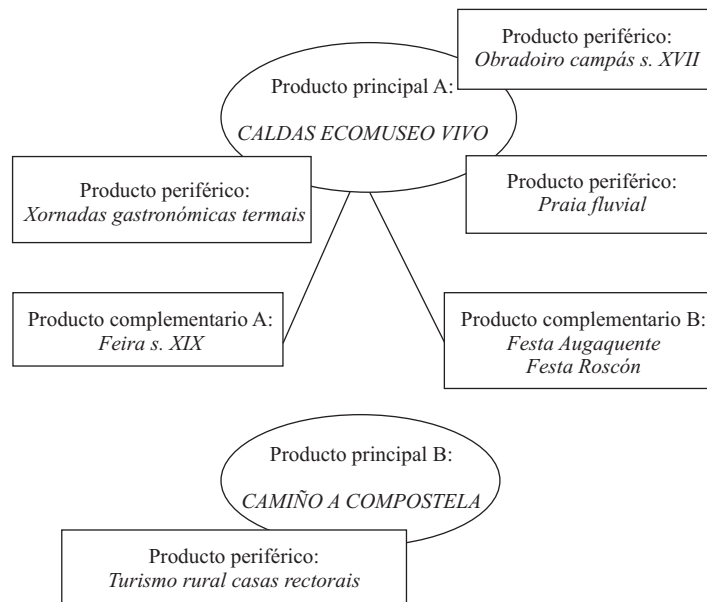 Producto periférico:
Obradoiro campás s. XVII
Producto principal A:
CALDAS ECOMUSEO VIVO
Producto periférico:
Xornadas gastronómicas termais
Producto periférico:
Praia fluvial
Producto complementario A:
Feira s. XIX
Producto complementario B:
Festa Augaquente
Festa Roscón
Producto principal B:
CAMIÑO A COMPOSTELA
Producto periférico:
Turismo rural casas rectorais